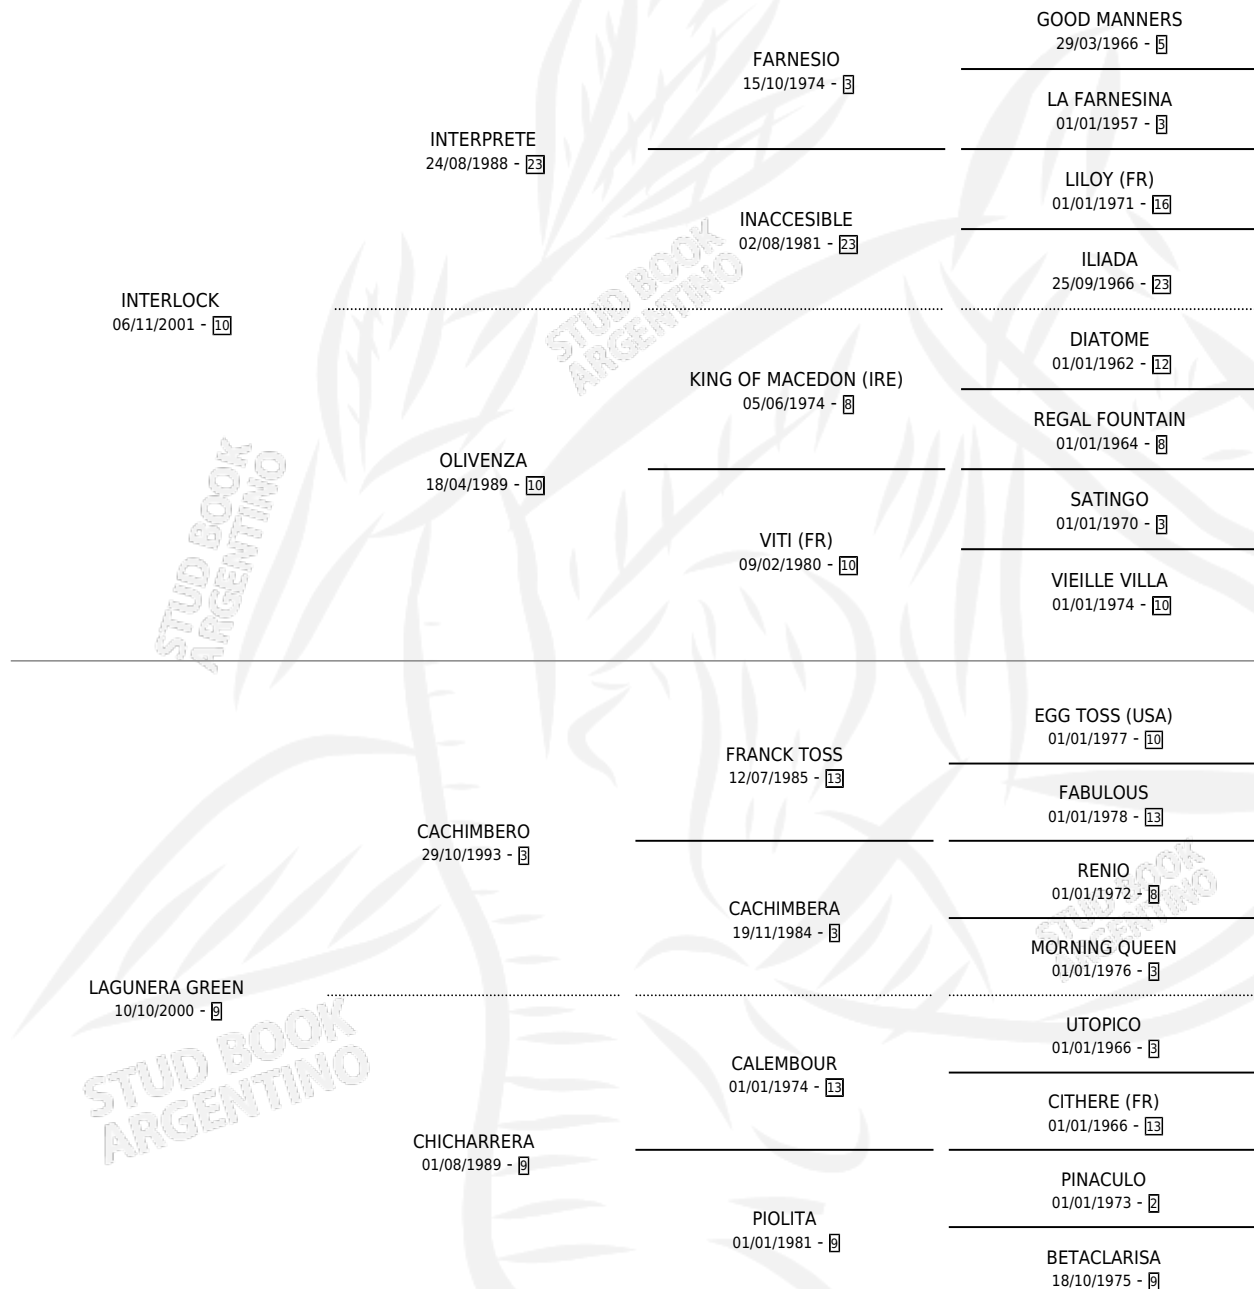 GOOD MANNERS
29/03/1966 - 5
FARNESIO
15/10/1974 - 3
LA FARNESINA
01/01/1957 - 3
INTERPRETE
24/08/1988 - 23
LILOY (FR)
01/01/1971 - 16
INACCESIBLE
02/08/1981 - 23
ILIADA
25/09/1966 - 23
INTERLOCK
06/11/2001 - 10
DIATOME
01/01/1962 - 12
KING OF MACEDON (IRE)
05/06/1974 - 8
REGAL FOUNTAIN
01/01/1964 - 8
OLIVENZA
18/04/1989 - 10
SATINGO
01/01/1970 - 3
VITI (FR)
09/02/1980 - 10
VIEILLE VILLA
01/01/1974 - 10
EGG TOSS (USA)
01/01/1977 - 10
FRANCK TOSS
12/07/1985 - 13
FABULOUS
01/01/1978 - 13
CACHIMBERO
29/10/1993 - 3
RENIO
01/01/1972 - 8
CACHIMBERA
19/11/1984 - 3
MORNING QUEEN
01/01/1976 - 3
LAGUNERA GREEN
10/10/2000 - 9
UTOPICO
01/01/1966 - 3
CALEMBOUR
01/01/1974 - 13
CITHERE (FR)
01/01/1966 - 13
CHICHARRERA
01/08/1989 - 9
PINACULO
01/01/1973 - 2
PIOLITA
01/01/1981 - 9
BETACLARISA
18/10/1975 - 9
STUD BOOK
ARGENTINO
STUD BOOK
ARGENTINO
STUD BOOK
ARGENTINO
STUD BOOK
ARGENTINO